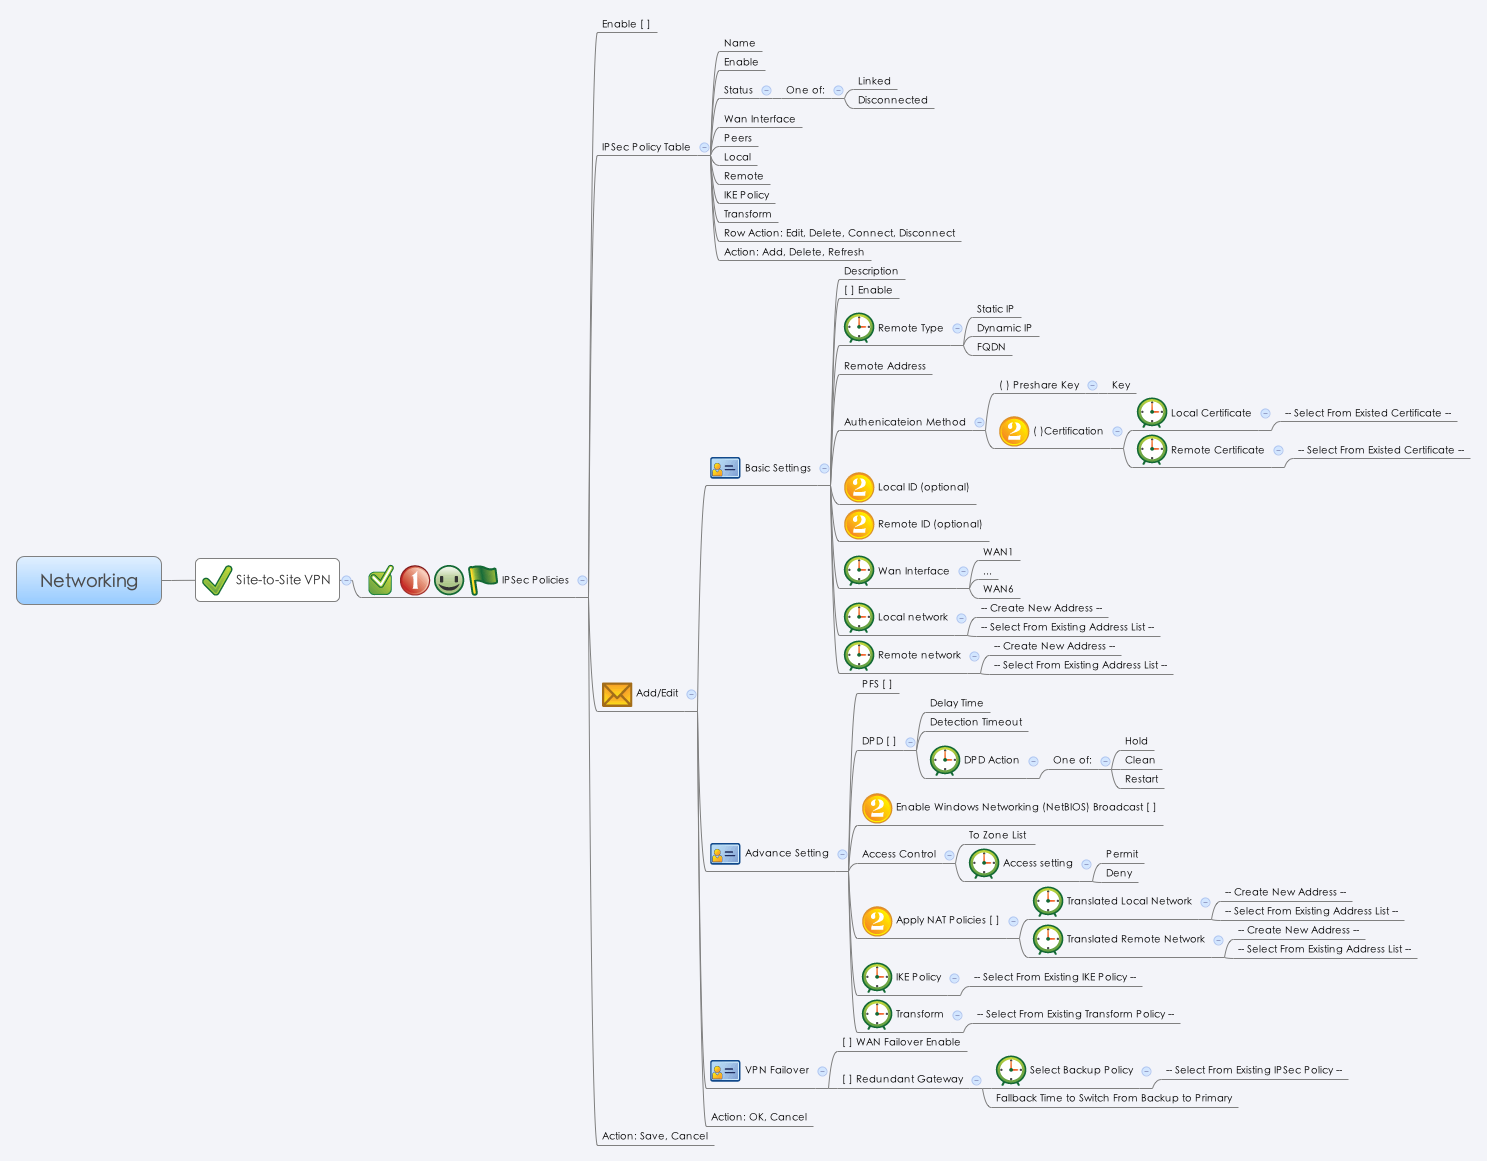 Enable [ ]
Name
Enable
Status
One of:
Linked
Disconnected
Wan Interface
Peers
IPSec Policy Table
Local
Remote
IKE Policy
Transform
Row Action: Edit, Delete, Connect, Disconnect
Action: Add, Delete, Refresh
Description
[ ] Enable
Remote Type
Static IP
Dynamic IP
FQDN
Remote Address
Authenicateion Method
( ) Preshare Key
Key
2
( )Certification
Local Certificate
-- Select From Existed Certificate --
Remote Certificate
-- Select From Existed Certificate --
Basic Settings
2
Local ID (optional)
2
Remote ID (optional)
Wan Interface
WAN1
...
WAN6
Networking
Site-to-Site VPN
1
IPSec Policies
Local network
-- Create New Address --
-- Select From Existing Address List --
Remote network
-- Create New Address --
-- Select From Existing Address List --
Add/Edit
PFS [ ]
DPD [ ]
Delay Time
Detection Timeout
DPD Action
One of:
Hold
Clean
Restart
2
Enable Windows Networking (NetBIOS) Broadcast [ ]
Advance Setting
Access Control
To Zone List
Access setting
Permit
Deny
2
Apply NAT Policies [ ]
Translated Local Network
-- Create New Address --
-- Select From Existing Address List --
Translated Remote Network
-- Create New Address --
-- Select From Existing Address List --
IKE Policy
-- Select From Existing IKE Policy --
Transform
-- Select From Existing Transform Policy --
VPN Failover
[ ] WAN Failover Enable
[ ] Redundant Gateway
Select Backup Policy
-- Select From Existing IPSec Policy --
Fallback Time to Switch From Backup to Primary
Action: OK, Cancel
Action: Save, Cancel